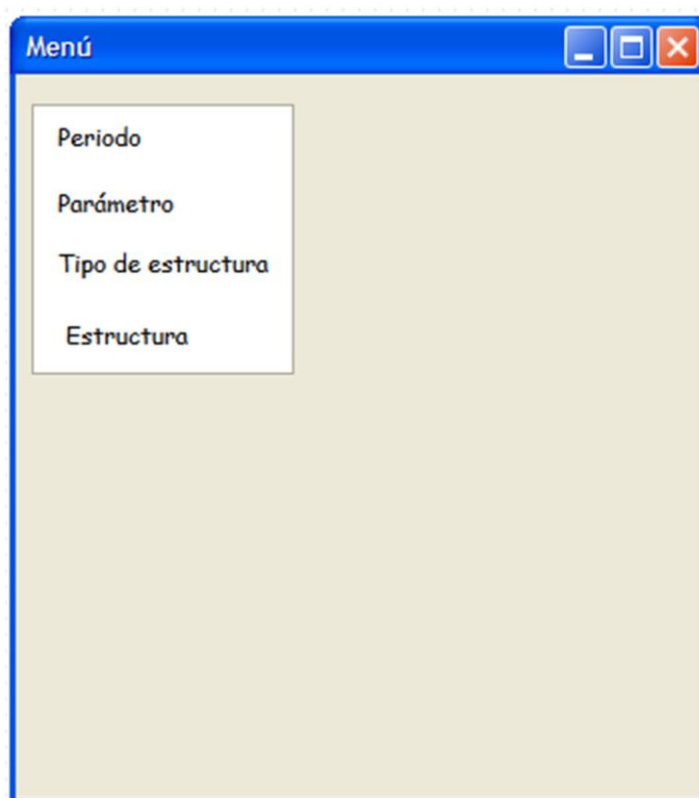 Menú
Periodo
Parámetro
Tipo de estructura
Estructura